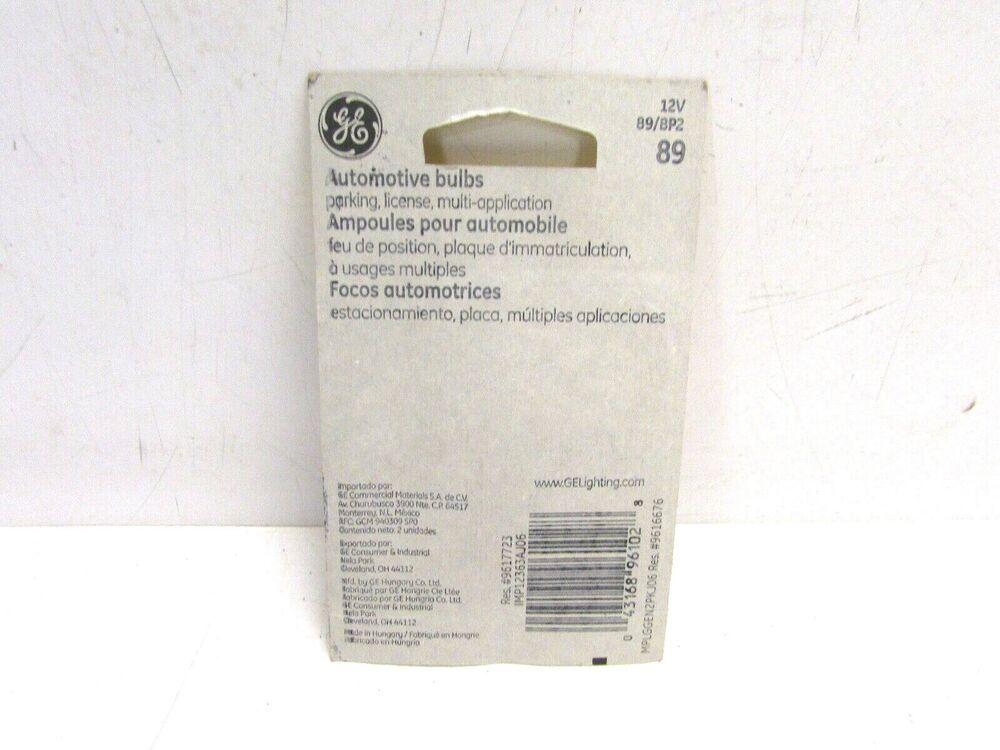 GE
12V
89/BP2
89
Automotive bulbs
parking, license, multi-application
Ampoules pour automobile
feu de position, plaque d'immatriculation,
à usages multiples
Focos automotrices
estacionamiento, placa, múltiples aplicaciones
Importado por:
GE Commercial Materials S.A. de C.V.
Av. Churubusco 3900 Nte. C.P. 64517
Monterrey, N.L. México
RFC: GCM 940309 5P0
Contenido neto: 2 unidades
Exportado por:
GE Consumer & Industrial
Nela Park
Cleveland, OH 44112
Mfd. by GE Hungary Co. Ltd.
Fabriqué par GE Hongrie Cie Ltée
Fabricado por GE Hungria Co. Ltd.
GE Consumer & Industrial
Nela Park
Cleveland, OH 44112
Made in Hungary / Fabriqué en Hongrie
Fabricado en Hungria
www.GELighting.com
Res. #9617723
IMP12363AJ06
0 43168 96102 8
MPLGGEN2PKJ06 Res. #9616676